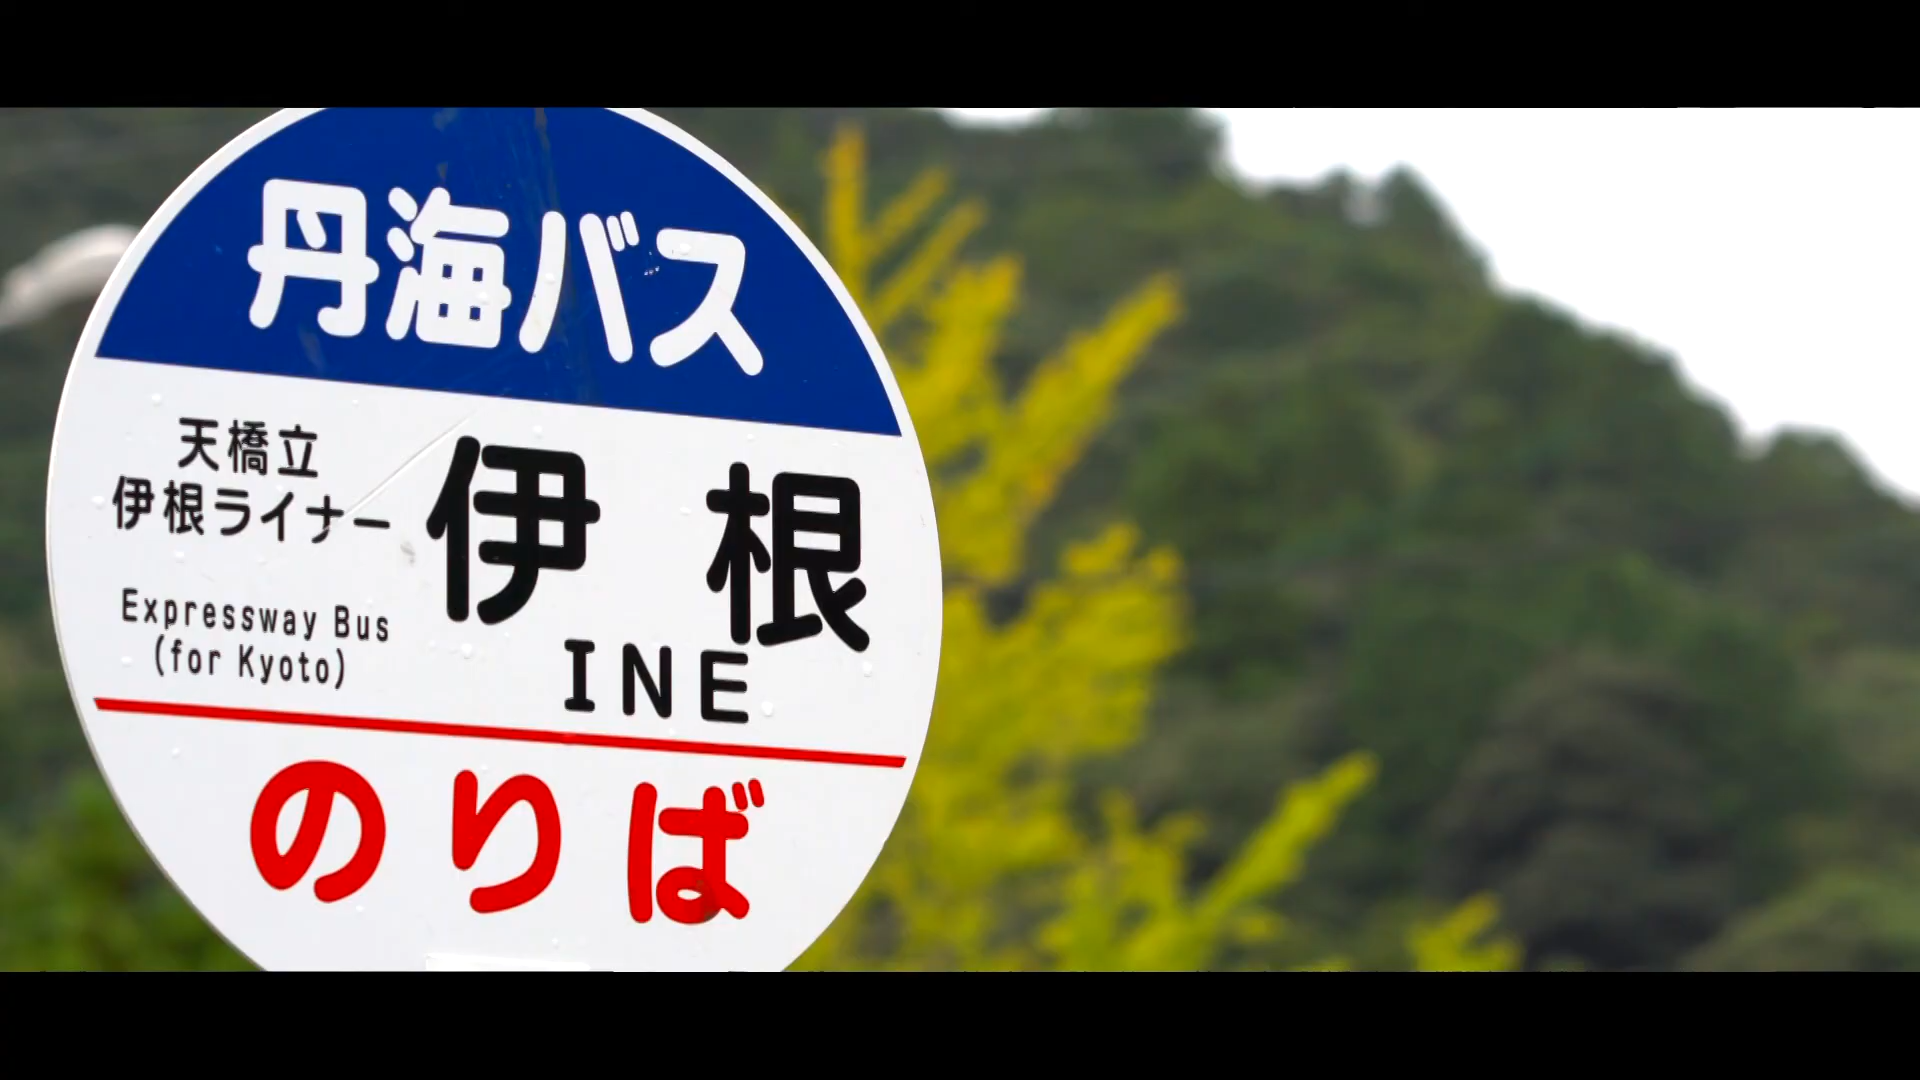 丹海バス
天橋立
伊根ライナー
伊根
Expressway Bus
(for Kyoto)
INE
のりば